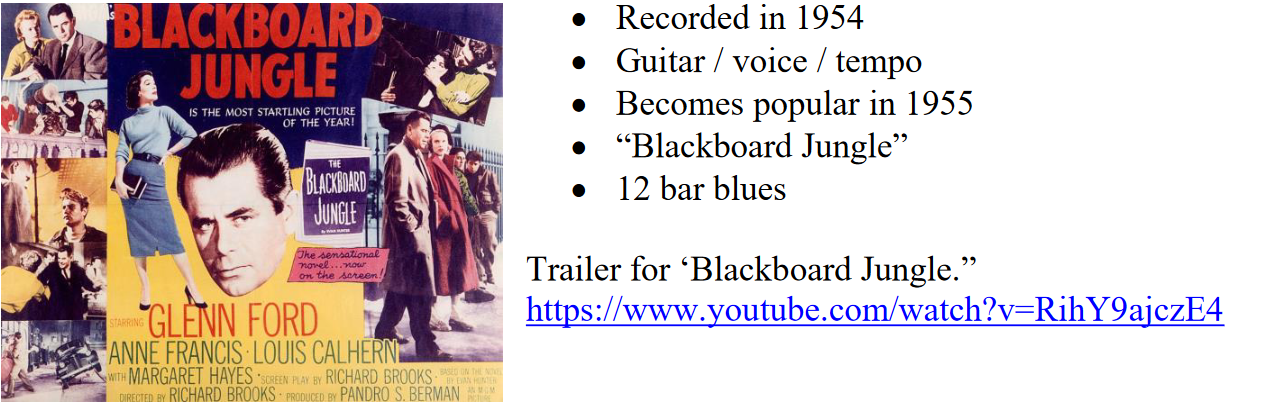 BLACKBOARD
JUNGLE
IS THE MOST STARTLING PICTURE
OF THE YEAR!
THE
BLACKBOARD
JUNGLE
The sensational
novel...now
on the screen!
STARRING GLENN FORD
ANNE FRANCIS · LOUIS CALHERN
WITH MARGARET HAYES · SCREEN PLAY BY RICHARD BROOKS · BASED ON THE NOVEL
BY EVAN HUNTER
DIRECTED BY RICHARD BROOKS · PRODUCED BY PANDRO S. BERMAN AN M-G-M
PICTURE
• Recorded in 1954
• Guitar / voice / tempo
• Becomes popular in 1955
• “Blackboard Jungle”
• 12 bar blues
Trailer for ‘Blackboard Jungle.”
https://www.youtube.com/watch?v=RihY9ajczE4